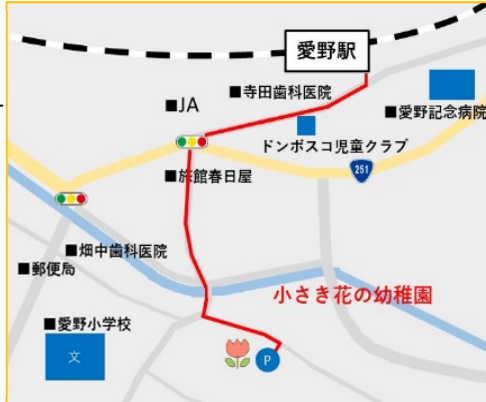 愛野駅
■寺田歯科医院
■JA
■愛野記念病院
ドンボスコ児童クラブ
251
■旅館春日屋
■畑中歯科医院
■郵便局
小さき花の幼稚園
■愛野小学校
文
P